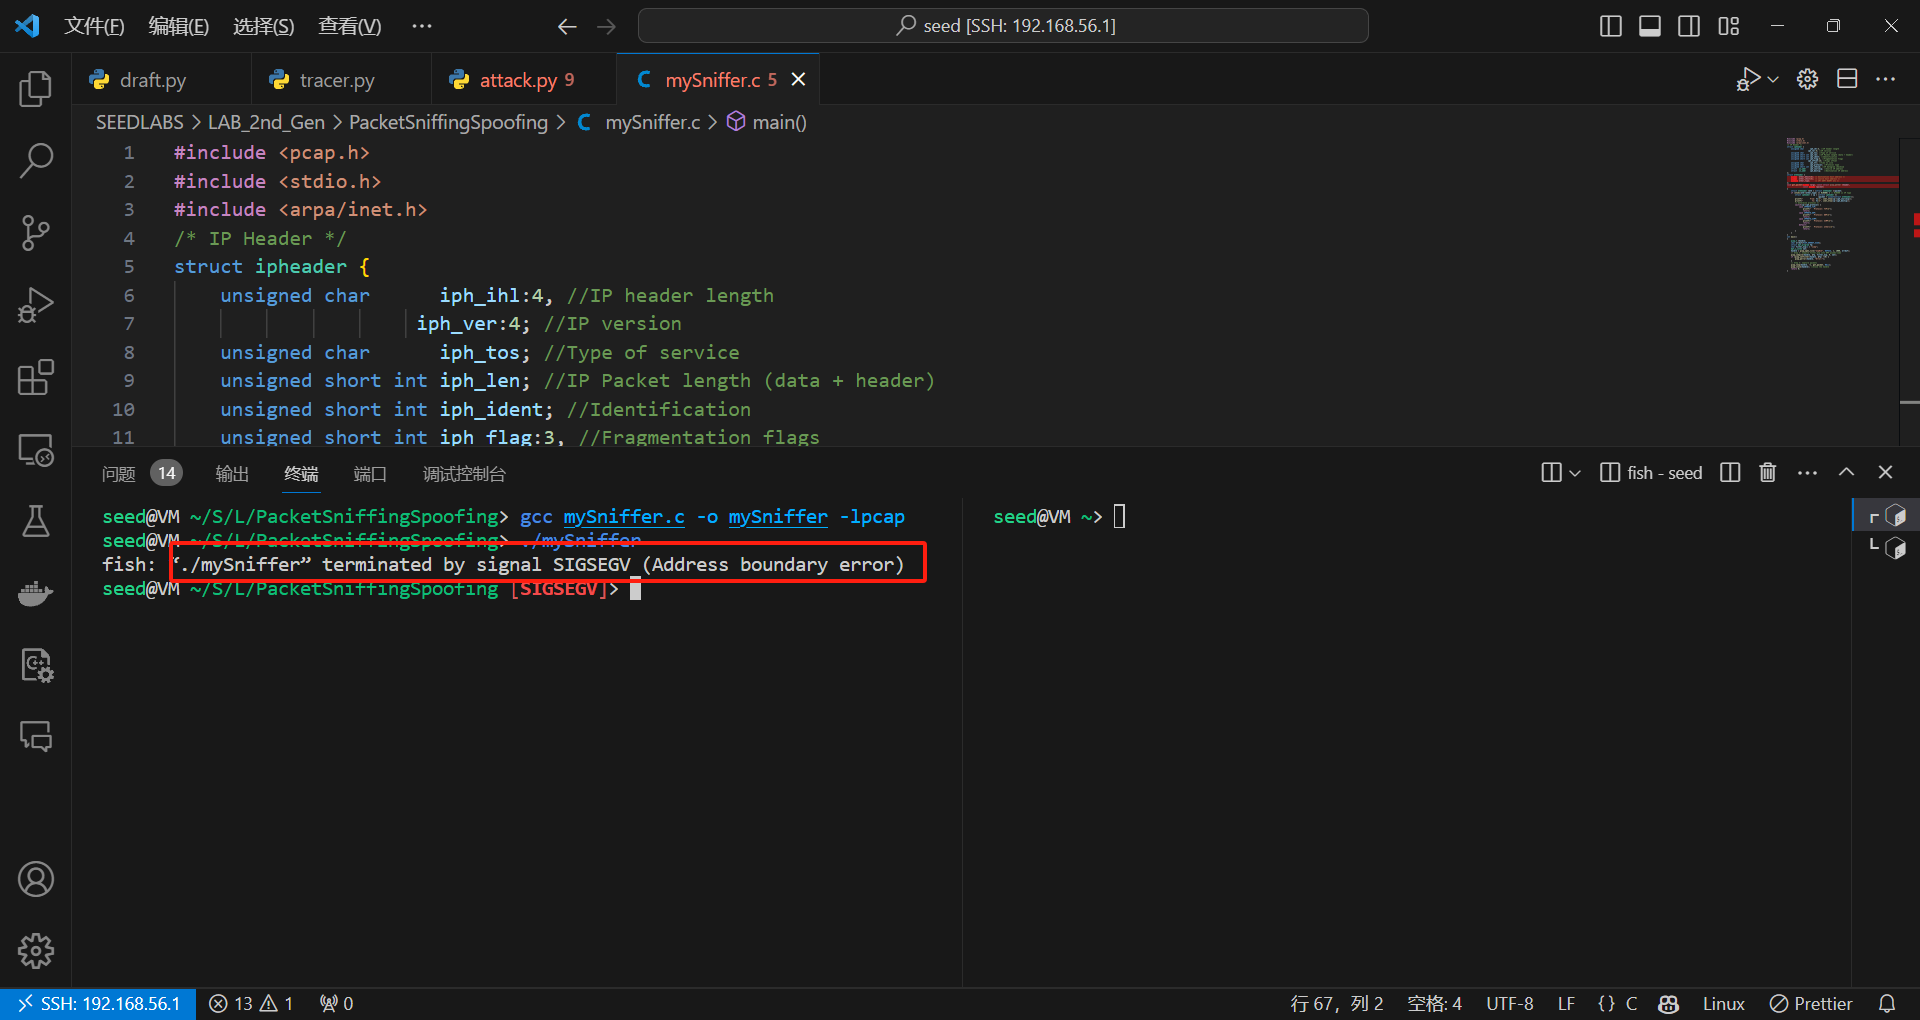 文件(F) 编辑(E) 选择(S) 查看(V) ··· seed [SSH: 192.168.56.1]
draft.py tracer.py attack.py 9 mySniffer.c 5
SEEDLABS > LAB_2nd_Gen > PacketSniffingSpoofing > C mySniffer.c > main()
1 #include <pcap.h>
2 #include <stdio.h>
3 #include <arpa/inet.h>
4 /* IP Header */
5 struct ipheader {
6 unsigned char iph_ihl:4, //IP header length
7 iph_ver:4; //IP version
8 unsigned char iph_tos; //Type of service
9 unsigned short int iph_len; //IP Packet length (data + header)
10 unsigned short int iph_ident; //Identification
11 unsigned short int iph_flag:3, //Fragmentation flags
问题 14 输出 终端 端口 调试控制台 fish - seed
seed@VM ~/S/L/PacketSniffingSpoofing> gcc mySniffer.c -o mySniffer -lpcap
seed@VM ~/S/L/PacketSniffingSpoofing> ./mySniffer
fish: “./mySniffer” terminated by signal SIGSEGV (Address boundary error)
seed@VM ~/S/L/PacketSniffingSpoofing [SIGSEGV]>
seed@VM ~>
SSH: 192.168.56.1 13 1 0 行 67，列 2 空格: 4 UTF-8 LF {} C Linux Prettier